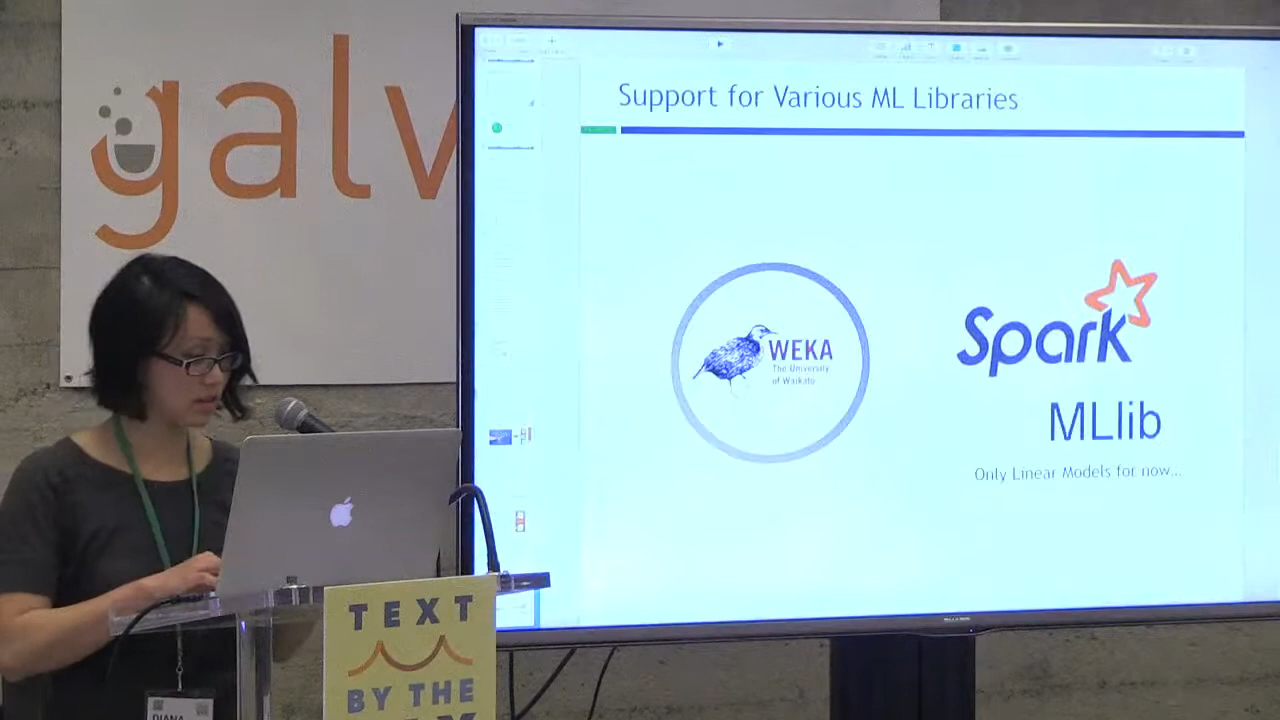 galv
Support for Various ML Libraries
WEKA
The University
of Waikato
Spark
MLlib
Only Linear Models for now...
TEXT
BY THE
DIANA